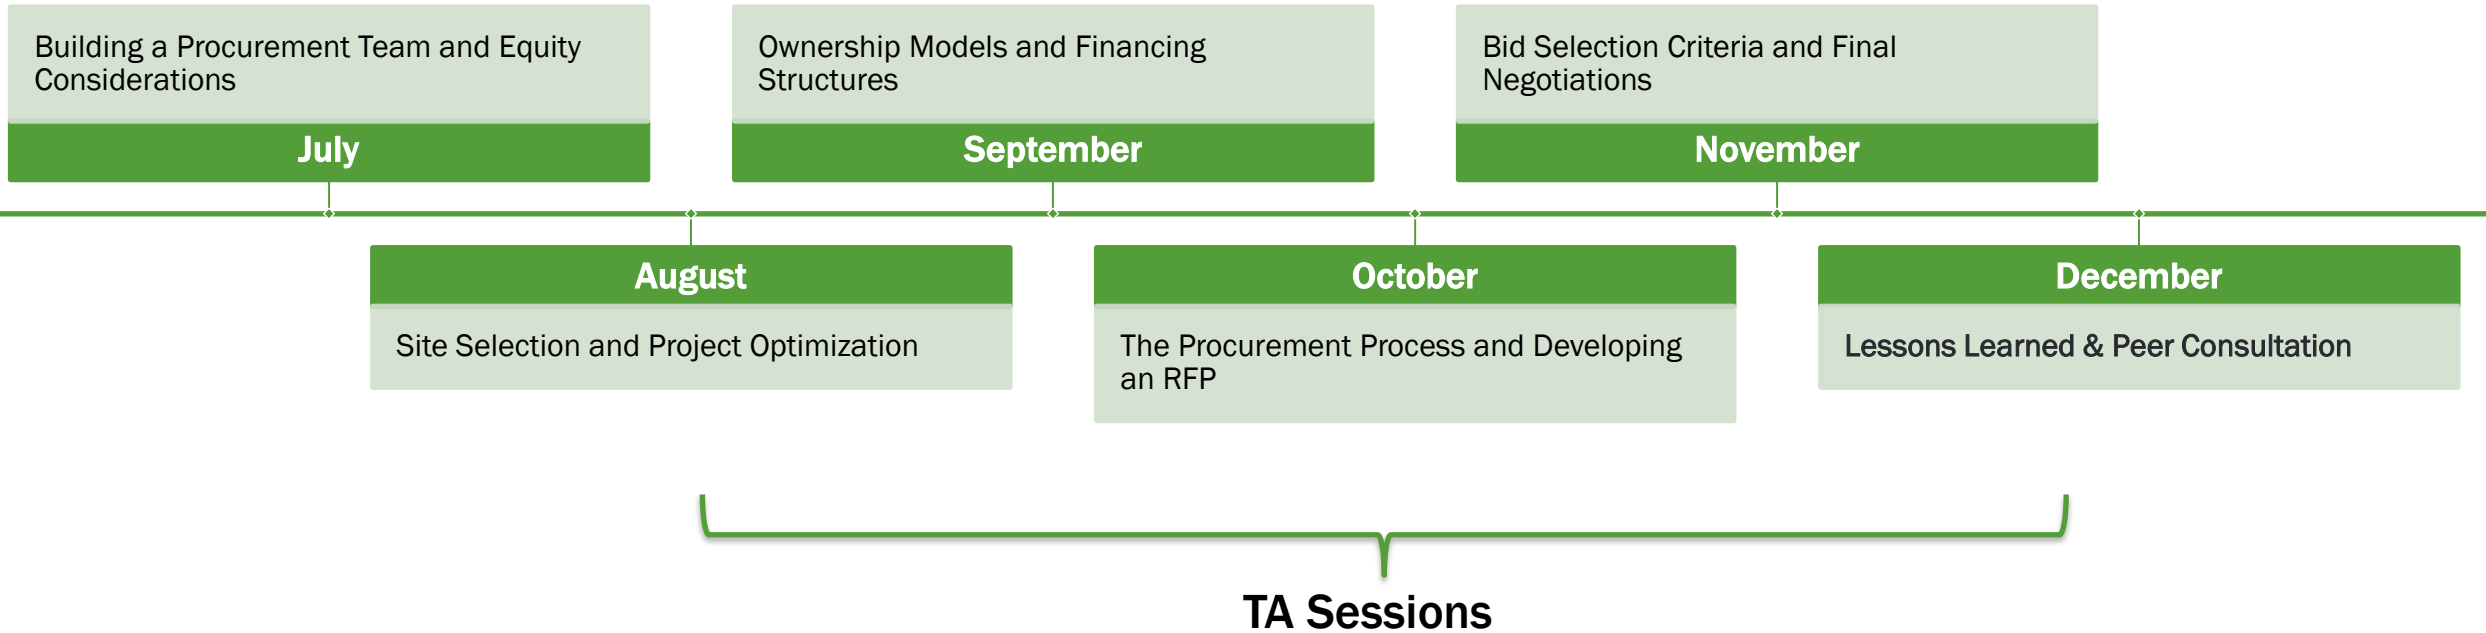 Building a Procurement Team and Equity
Considerations
July
August
Site Selection and Project Optimization
Ownership Models and Financing
Structures
September
October
The Procurement Process and Developing
an RFP
Bid Selection Criteria and Final
Negotiations
November
December
Lessons Learned & Peer Consultation
TA Sessions